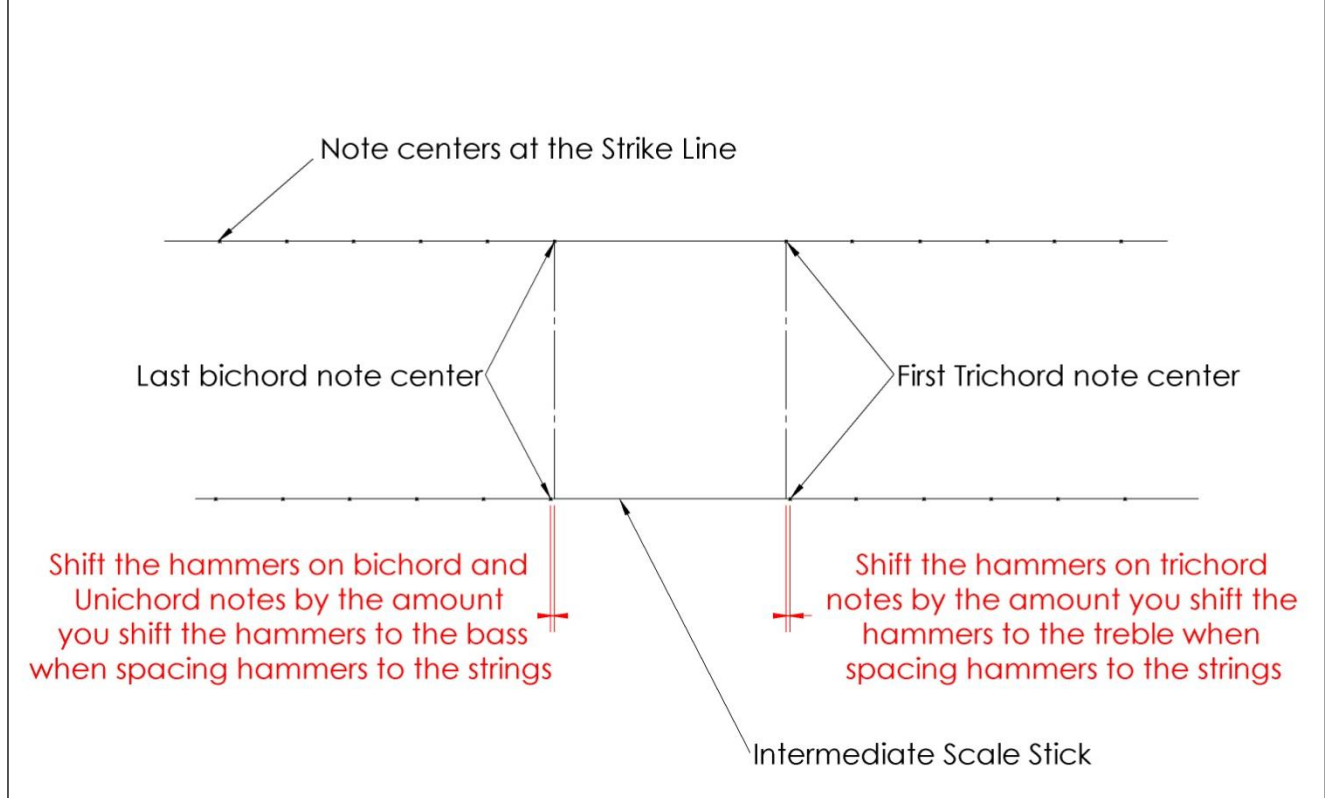 Note centers at the Strike Line
Last bichord note center
First Trichord note center
Shift the hammers on bichord and
Unichord notes by the amount
you shift the hammers to the bass
when spacing hammers to the strings
Shift the hammers on trichord
notes by the amount you shift the
hammers to the treble when
spacing hammers to the strings
Intermediate Scale Stick